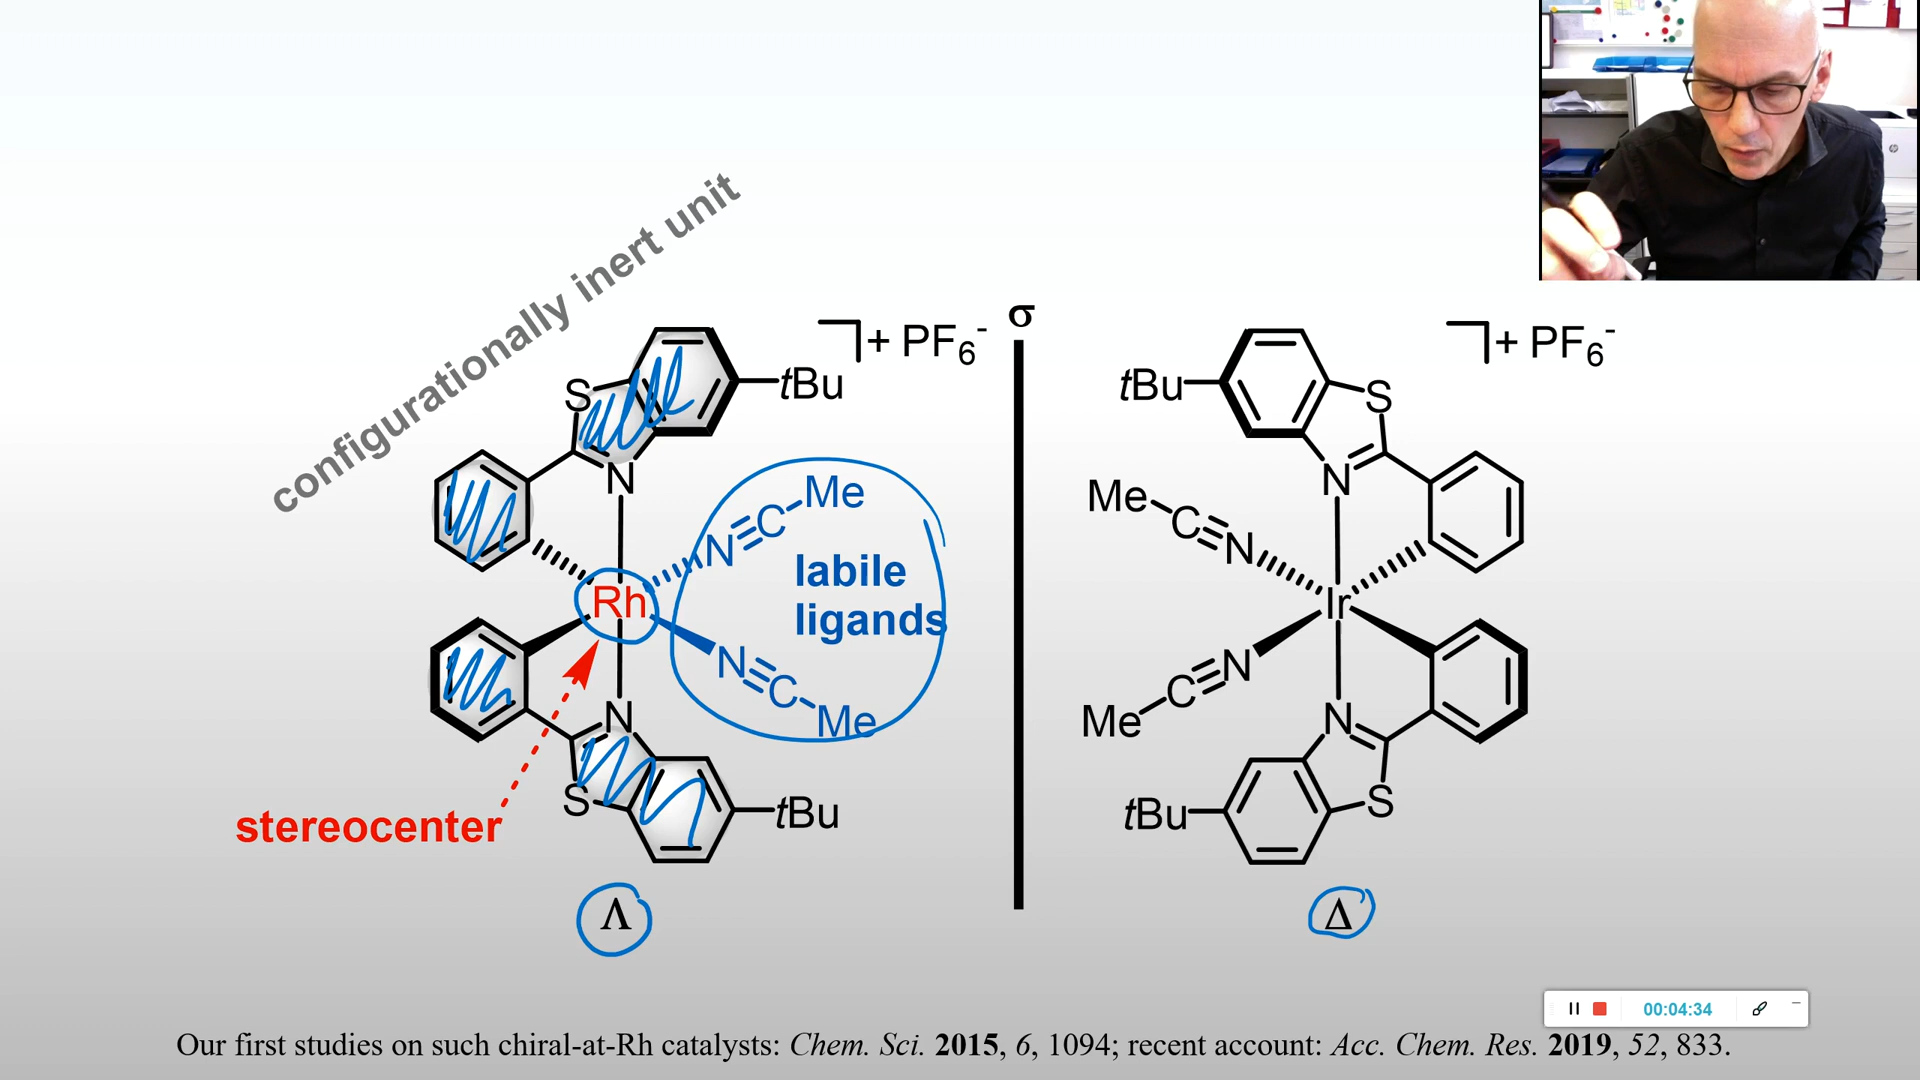 configurationally inert unit
σ
S
tBu
+ PF6-
N
Me
N≡C
labile
ligands
Rh
N≡C
Me
N
S
tBu
stereocenter
Λ
+ PF6-
tBu
S
N
Me
C≡N
Ir
C≡N
Me
N
S
tBu
Δ
00:04:34
Our first studies on such chiral-at-Rh catalysts: Chem. Sci. 2015, 6, 1094; recent account: Acc. Chem. Res. 2019, 52, 833.